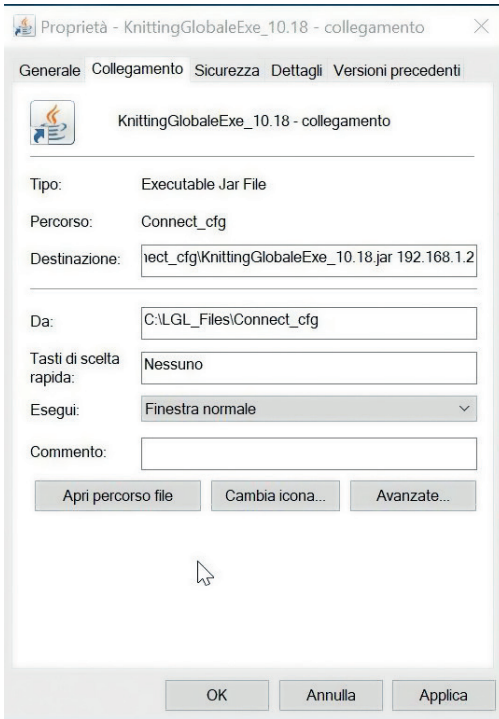 Proprietà - KnittingGlobaleExe_10.18 - collegamento
Generale Collegamento Sicurezza Dettagli Versioni precedenti
KnittingGlobaleExe_10.18 - collegamento
Tipo: Executable Jar File
Percorso: Connect_cfg
Destinazione: nect_cfg\KnittingGlobaleExe_10.18.jar 192.168.1.2
Da: C:\LGL_Files\Connect_cfg
Tasti di scelta
rapida: Nessuno
Esegui: Finestra normale
Commento:
Apri percorso file Cambia icona... Avanzate...
OK Annulla Applica